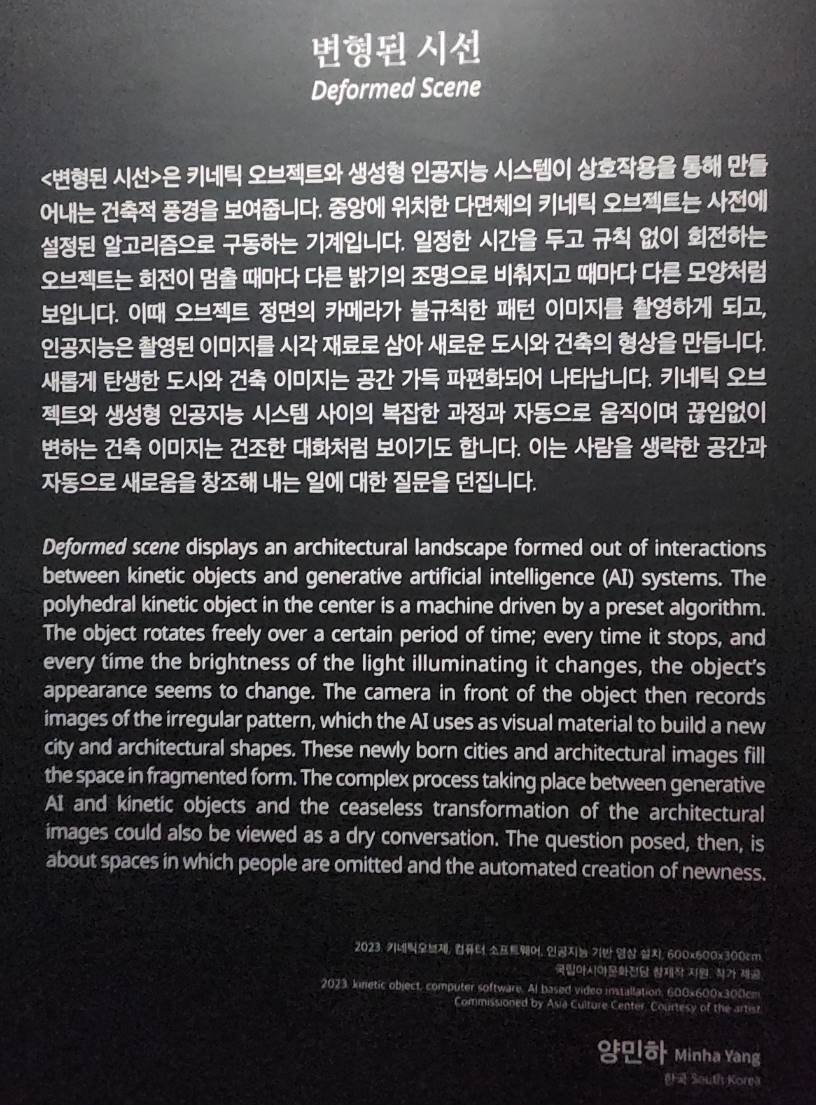 변형된 시선
Deformed Scene
<변형된 시선>은 키네틱 오브젝트와 생성형 인공지능 시스템이 상호작용을 통해 만들
어내는 건축적 풍경을 보여줍니다. 중앙에 위치한 다면체의 키네틱 오브젝트는 사전에
설정된 알고리즘으로 구동하는 기계입니다. 일정한 시간을 두고 규칙 없이 회전하는
오브젝트는 회전이 멈출 때마다 다른 밝기의 조명으로 비춰지고 때마다 다른 모양처럼
보입니다. 이때 오브젝트 정면의 카메라가 불규칙한 패턴 이미지를 촬영하게 되고,
인공지능은 촬영된 이미지를 시각 재료로 삼아 새로운 도시와 건축의 형상을 만듭니다.
새롭게 탄생한 도시와 건축 이미지는 공간 가득 파편화되어 나타납니다. 키네틱 오브
젝트와 생성형 인공지능 시스템 사이의 복잡한 과정과 자동으로 움직이며 끊임없이
변하는 건축 이미지는 건조한 대화처럼 보이기도 합니다. 이는 사람을 생략한 공간과
자동으로 새로움을 창조해 내는 일에 대한 질문을 던집니다.
Deformed scene displays an architectural landscape formed out of interactions
between kinetic objects and generative artificial intelligence (AI) systems. The
polyhedral kinetic object in the center is a machine driven by a preset algorithm.
The object rotates freely over a certain period of time; every time it stops, and
every time the brightness of the light illuminating it changes, the object's
appearance seems to change. The camera in front of the object then records
images of the irregular pattern, which the AI uses as visual material to build a new
city and architectural shapes. These newly born cities and architectural images fill
the space in fragmented form. The complex process taking place between generative
AI and kinetic objects and the ceaseless transformation of the architectural
images could also be viewed as a dry conversation. The question posed, then, is
about spaces in which people are omitted and the automated creation of newness.
2023, 키네틱오브제, 컴퓨터 소프트웨어, 인공지능 기반 영상 설치, 600x600x300cm
국립아시아문화전당 창제작 지원, 작가 제공
2023, kinetic object, computer software, AI based video installation, 600x600x300cm
Commissioned by Asia Culture Center, Courtesy of the artist
양민하 Minha Yang
한국 South Korea